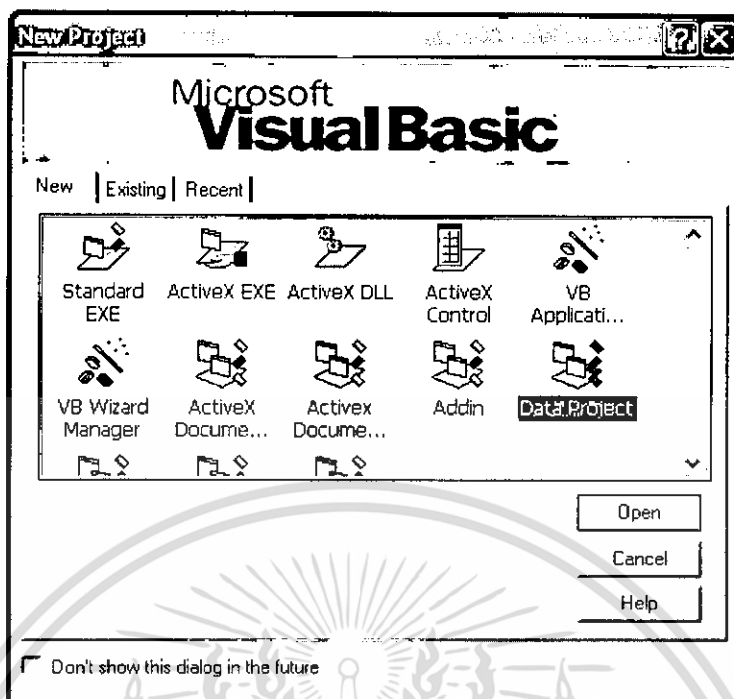 New Project
Microsoft
Visual Basic
New Existing Recent
Standard EXE
ActiveX EXE
ActiveX DLL
ActiveX Control
VB Applicati...
VB Wizard Manager
ActiveX Docume...
Activex Docume...
Addin
Data Project
Open
Cancel
Help
Don't show this dialog in the future